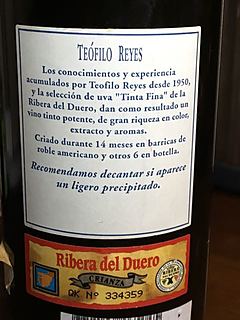 TEÓFILO REYES
Los conocimientos y experiencia
acumulados por Teofilo Reyes desde 1950,
y la selección de uva "Tinta Fina" de la
Ribera del Duero, dan como resultado un
vino tinto potente, de gran riqueza en color,
extracto y aromas.
Criado durante 14 meses en barricas de
roble americano y otros 6 en botella.
Recomendamos decantar si aparece
un ligero precipitado.
Ribera del Duero
CRIANZA
QK Nº 334359